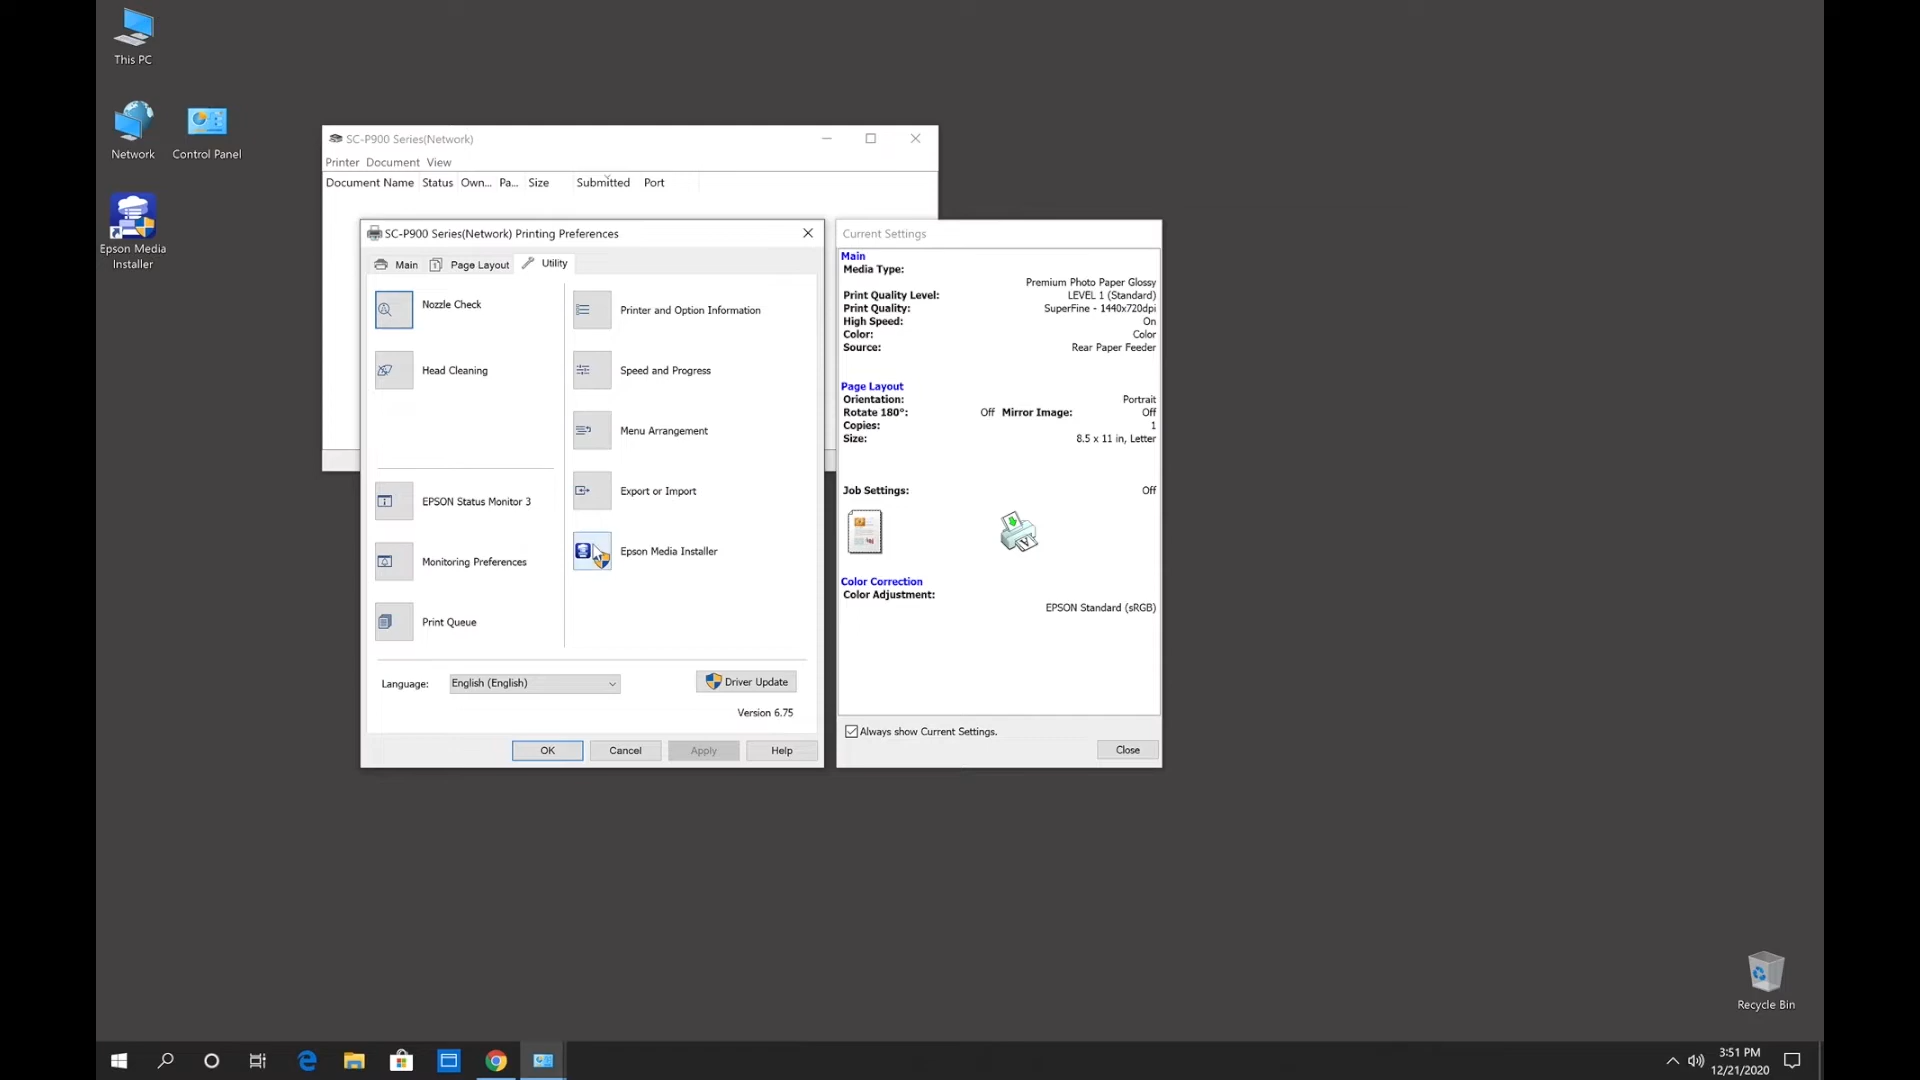 This PC
Network
Control Panel
Epson Media
Installer
SC-P900 Series(Network)
Printer Document View
Document Name Status Own... Pa... Size Submitted Port
SC-P900 Series(Network) Printing Preferences
Main Page Layout Utility
Nozzle Check
Head Cleaning
EPSON Status Monitor 3
Monitoring Preferences
Print Queue
Printer and Option Information
Speed and Progress
Menu Arrangement
Export or Import
Epson Media Installer
Language: English (English)
Driver Update
Version 6.75
OK Cancel Apply Help
Current Settings
Main
Media Type:
Premium Photo Paper Glossy
Print Quality Level: LEVEL 1 (Standard)
Print Quality: SuperFine - 1440x720dpi
High Speed: On
Color: Color
Source: Rear Paper Feeder
Page Layout
Orientation: Portrait
Rotate 180°: Off Mirror Image: Off
Copies: 1
Size: 8.5 x 11 in, Letter
Job Settings: Off
Color Correction
Color Adjustment:
EPSON Standard (sRGB)
Always show Current Settings.
Close
Recycle Bin
3:51 PM
12/21/2020